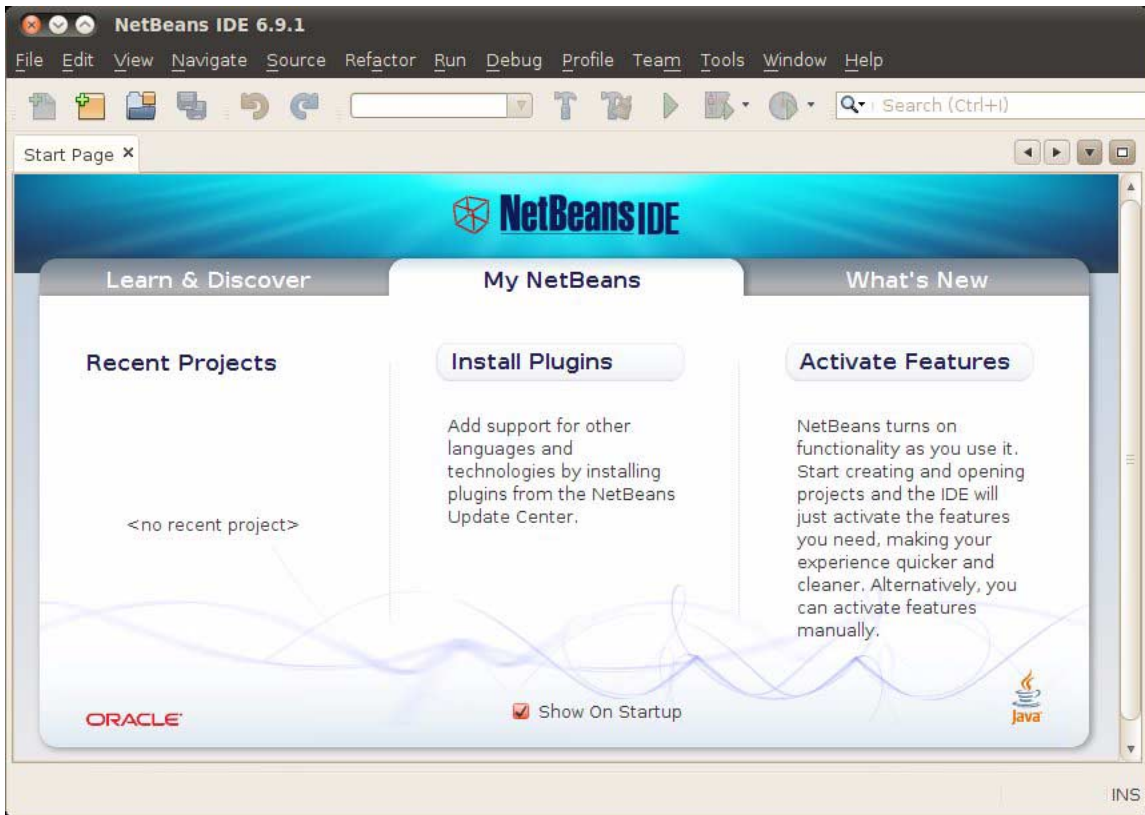 NetBeans IDE 6.9.1
File Edit View Navigate Source Refactor Run Debug Profile Team Tools Window Help
Search (Ctrl+I)
Start Page
NetBeans IDE
Learn & Discover My NetBeans What's New
Recent Projects
<no recent project>
Install Plugins
Add support for other
languages and
technologies by installing
plugins from the NetBeans
Update Center.
Activate Features
NetBeans turns on
functionality as you use it.
Start creating and opening
projects and the IDE will
just activate the features
you need, making your
experience quicker and
cleaner. Alternatively, you
can activate features
manually.
ORACLE
Show On Startup
Java
INS